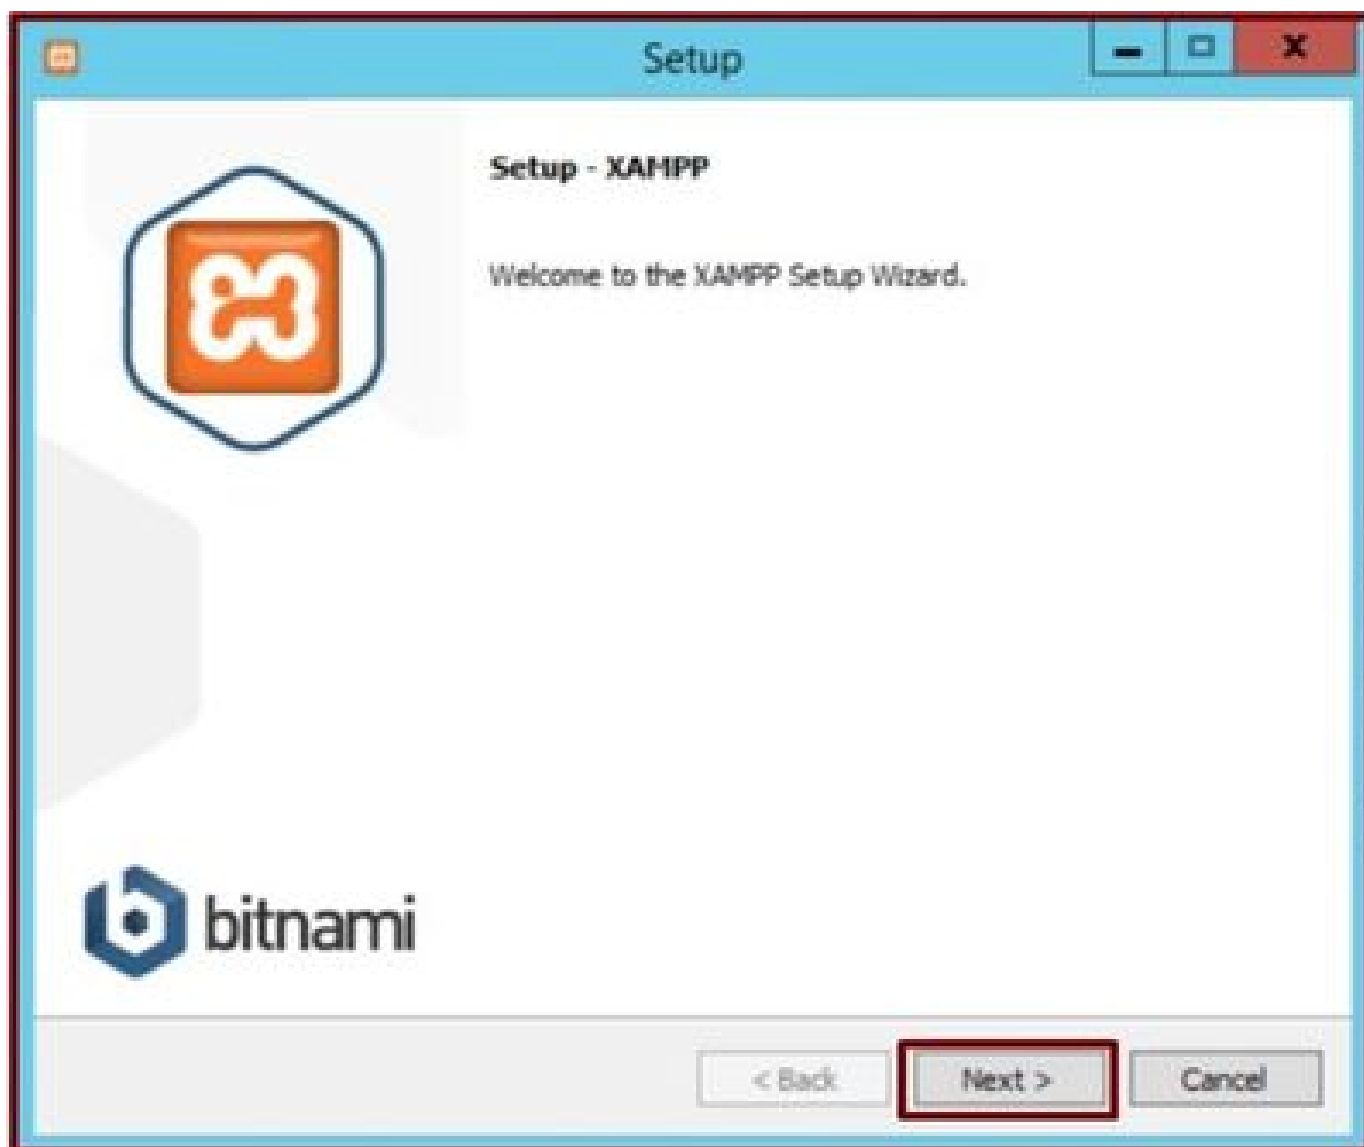 Setup
Setup - XAMPP
Welcome to the XAMPP Setup Wizard.
bitnami
< Back
Next >
Cancel